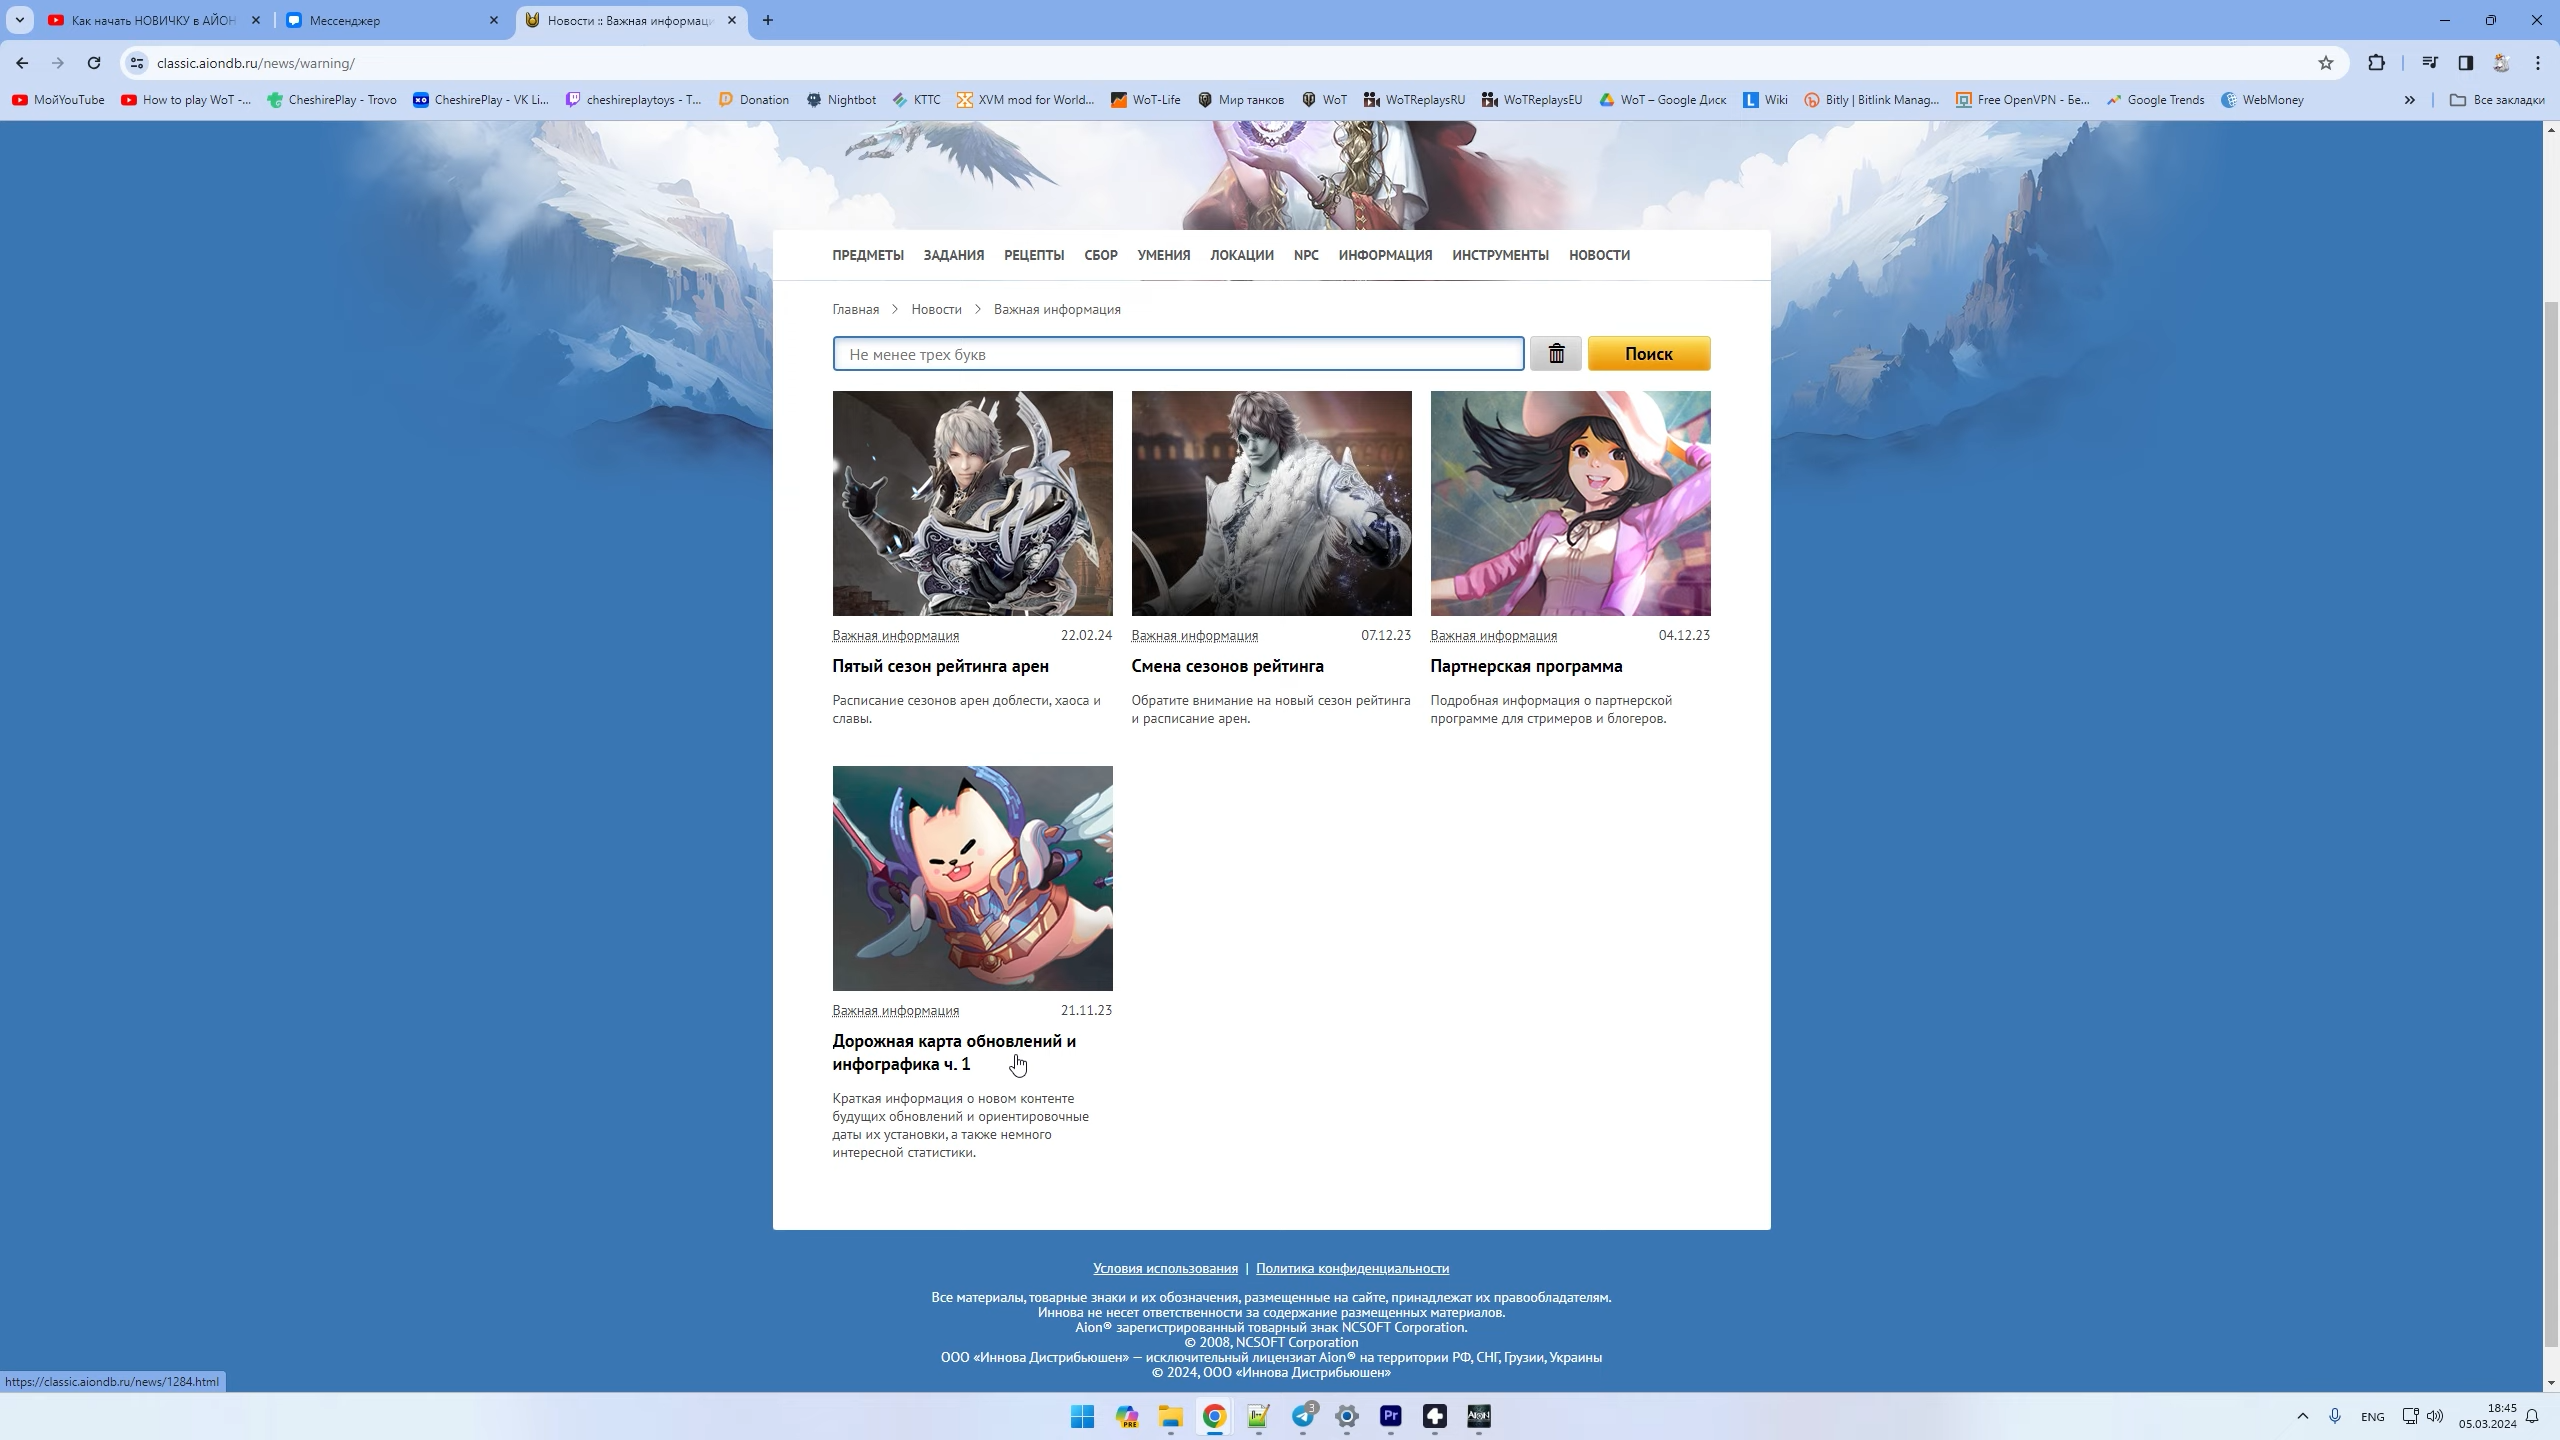 Как начать НОВИЧКУ в АЙОН
Мессенджер
Новости :: Важная информаци
classic.aiondb.ru/news/warning/
МойYouTube
How to play WoT -...
CheshirePlay - Trovo
CheshirePlay - VK Li...
cheshireplaytoys - T...
Donation
Nightbot
КТТС
XVM mod for World...
WoT-Life
Мир танков
WoT
WoTReplaysRU
WoTReplaysEU
WoT – Google Диск
Wiki
Bitly | Bitlink Manag...
Free OpenVPN - Бе...
Google Trends
WebMoney
Все закладки
ПРЕДМЕТЫ ЗАДАНИЯ РЕЦЕПТЫ СБОР УМЕНИЯ ЛОКАЦИИ NPC ИНФОРМАЦИЯ ИНСТРУМЕНТЫ НОВОСТИ
Главная > Новости > Важная информация
Не менее трех букв
Поиск
Важная информация 22.02.24
Пятый сезон рейтинга арен
Расписание сезонов арен доблести, хаоса и
славы.
Важная информация 07.12.23
Смена сезонов рейтинга
Обратите внимание на новый сезон рейтинга
и расписание арен.
Важная информация 04.12.23
Партнерская программа
Подробная информация о партнерской
программе для стримеров и блогеров.
Важная информация 21.11.23
Дорожная карта обновлений и
инфографика ч. 1
Краткая информация о новом контенте
будущих обновлений и ориентировочные
даты их установки, а также немного
интересной статистики.
Условия использования | Политика конфиденциальности
Все материалы, товарные знаки и их обозначения, размещенные на сайте, принадлежат их правообладателям.
Иннова не несет ответственности за содержание размещенных материалов.
Aion® зарегистрированный товарный знак NCSOFT Corporation.
© 2008, NCSOFT Corporation
ООО «Иннова Дистрибьюшен» — исключительный лицензиат Aion® на территории РФ, СНГ, Грузии, Украины
© 2024, ООО «Иннова Дистрибьюшен»
https://classic.aiondb.ru/news/1284.html
PRE
3
Pr
AION
ENG
18:45
05.03.2024